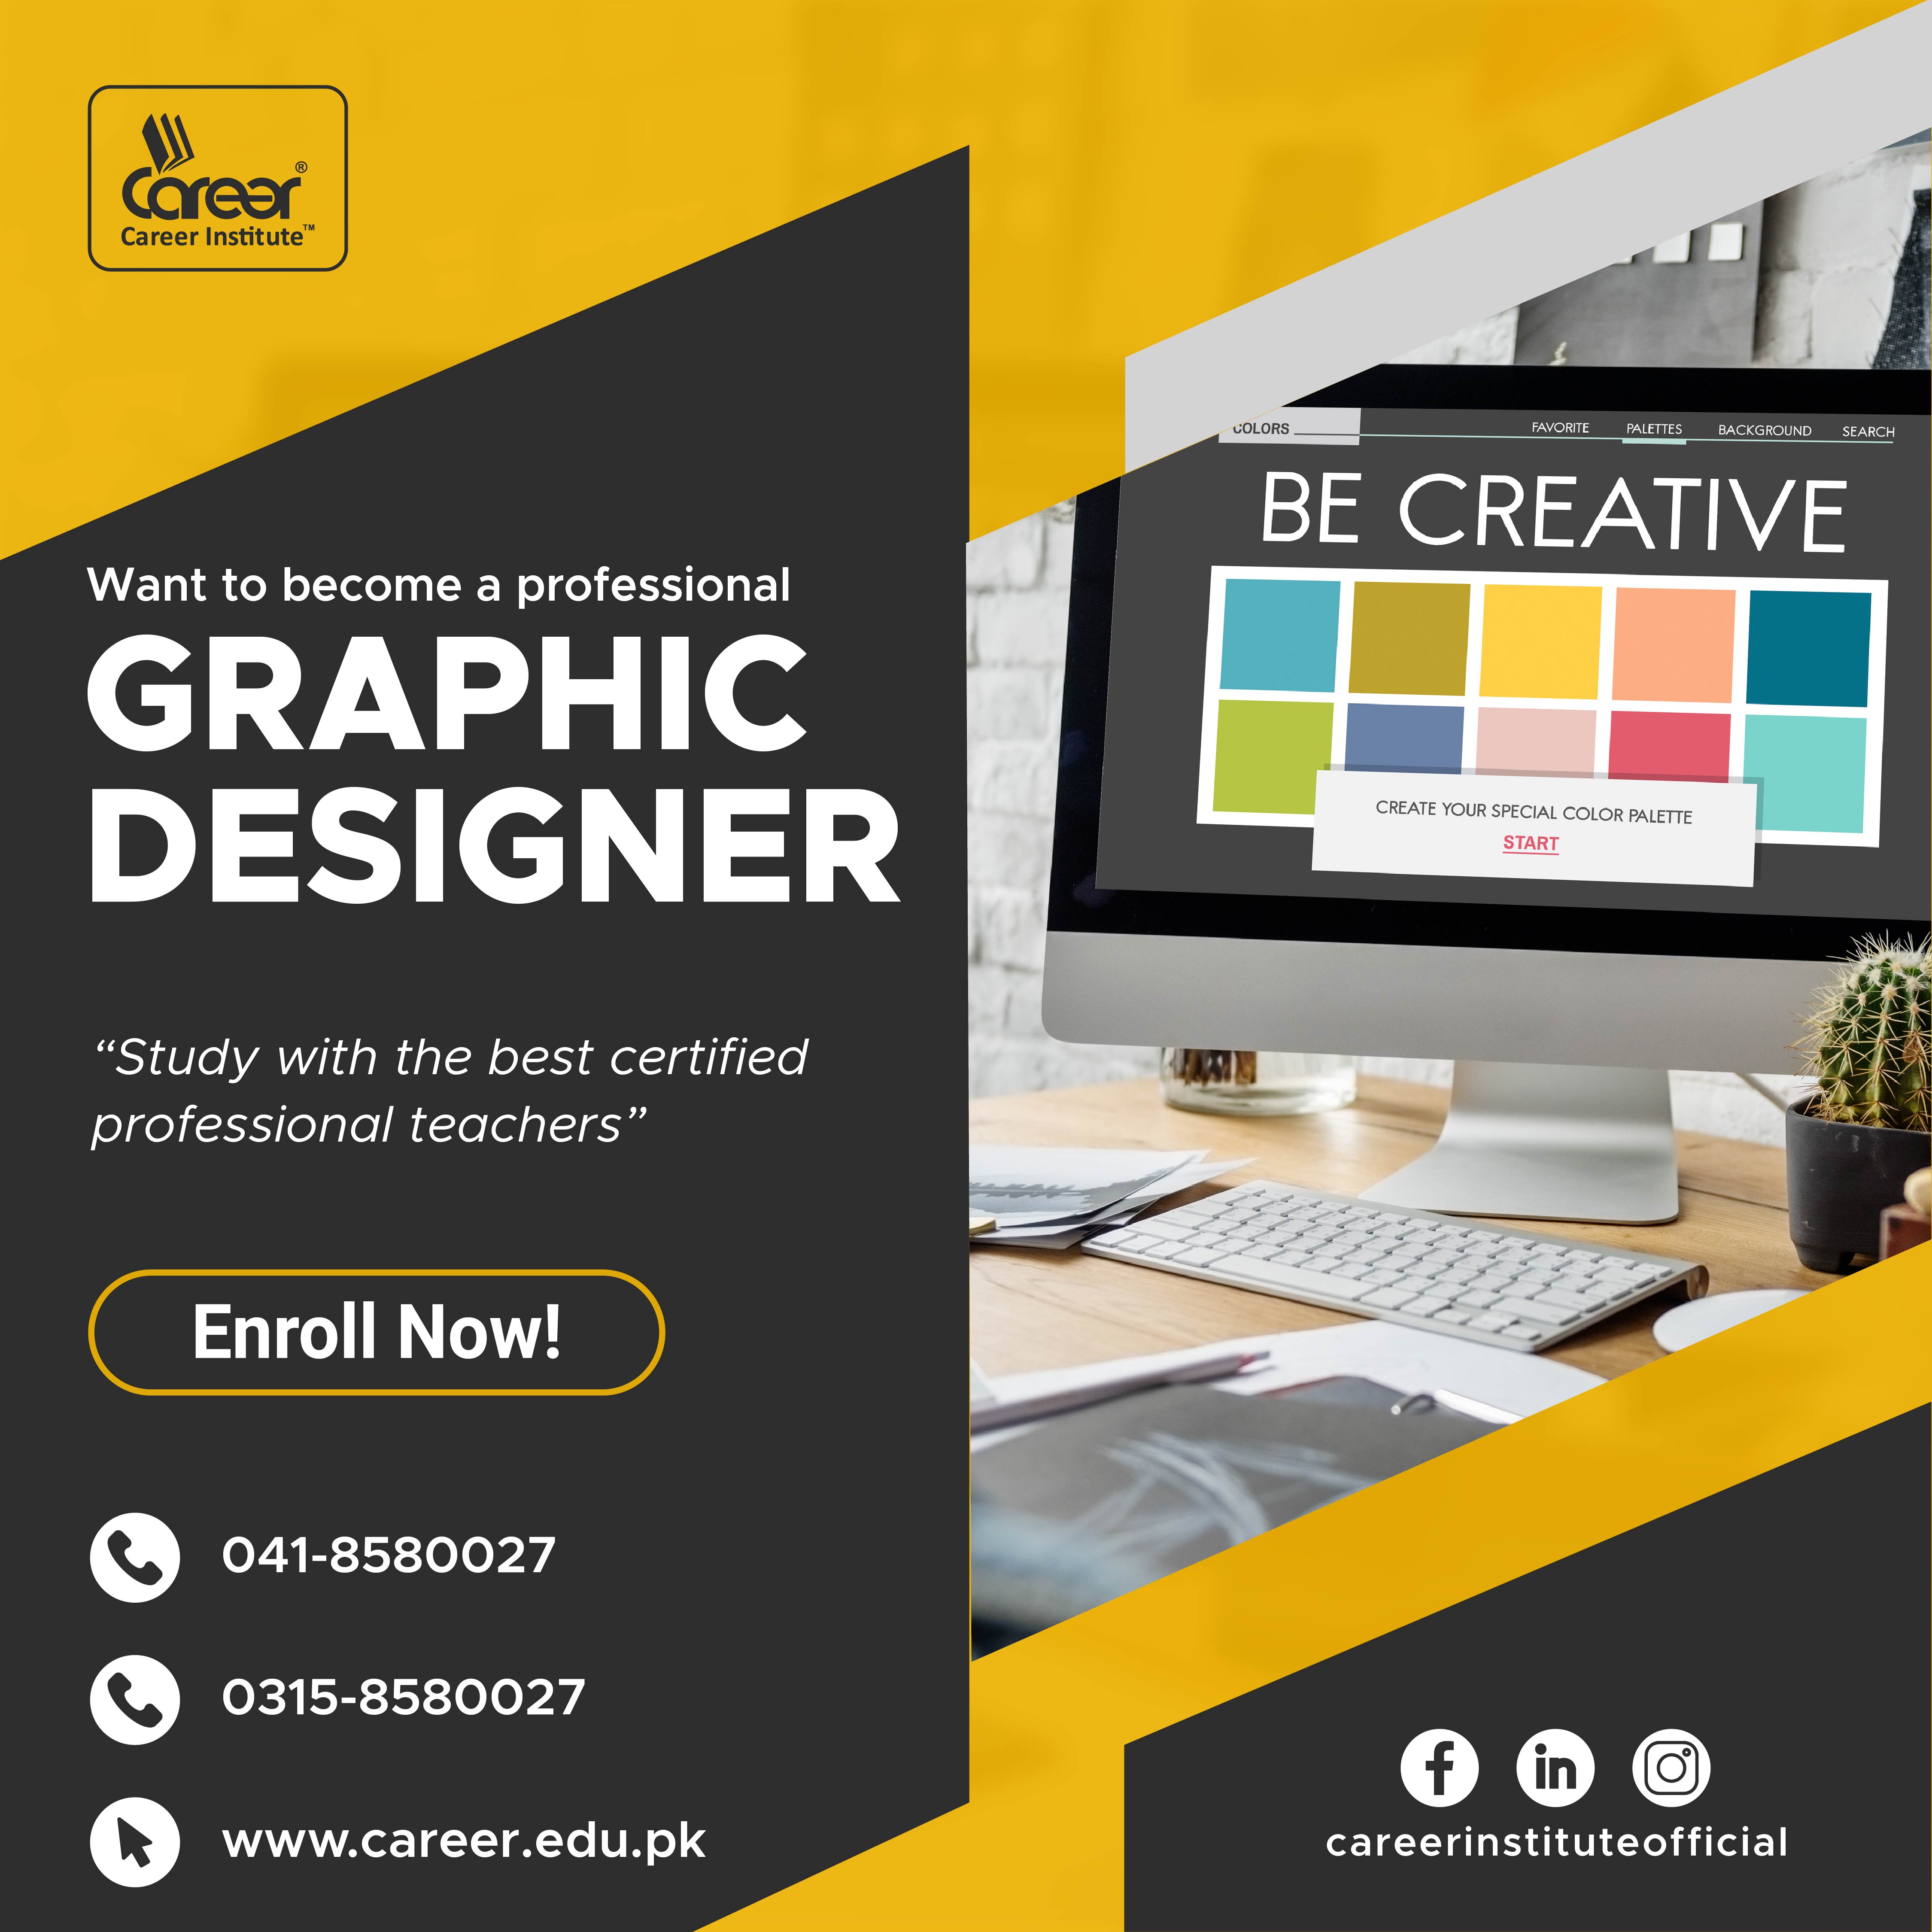 Career®
Career Institute™
Want to become a professional
GRAPHIC
DESIGNER
“Study with the best certified
professional teachers”
Enroll Now!
041-8580027
0315-8580027
www.career.edu.pk
COLORS
FAVORITE PALETTES BACKGROUND SEARCH
BE CREATIVE
CREATE YOUR SPECIAL COLOR PALETTE
START
f in
careerinstituteofficial